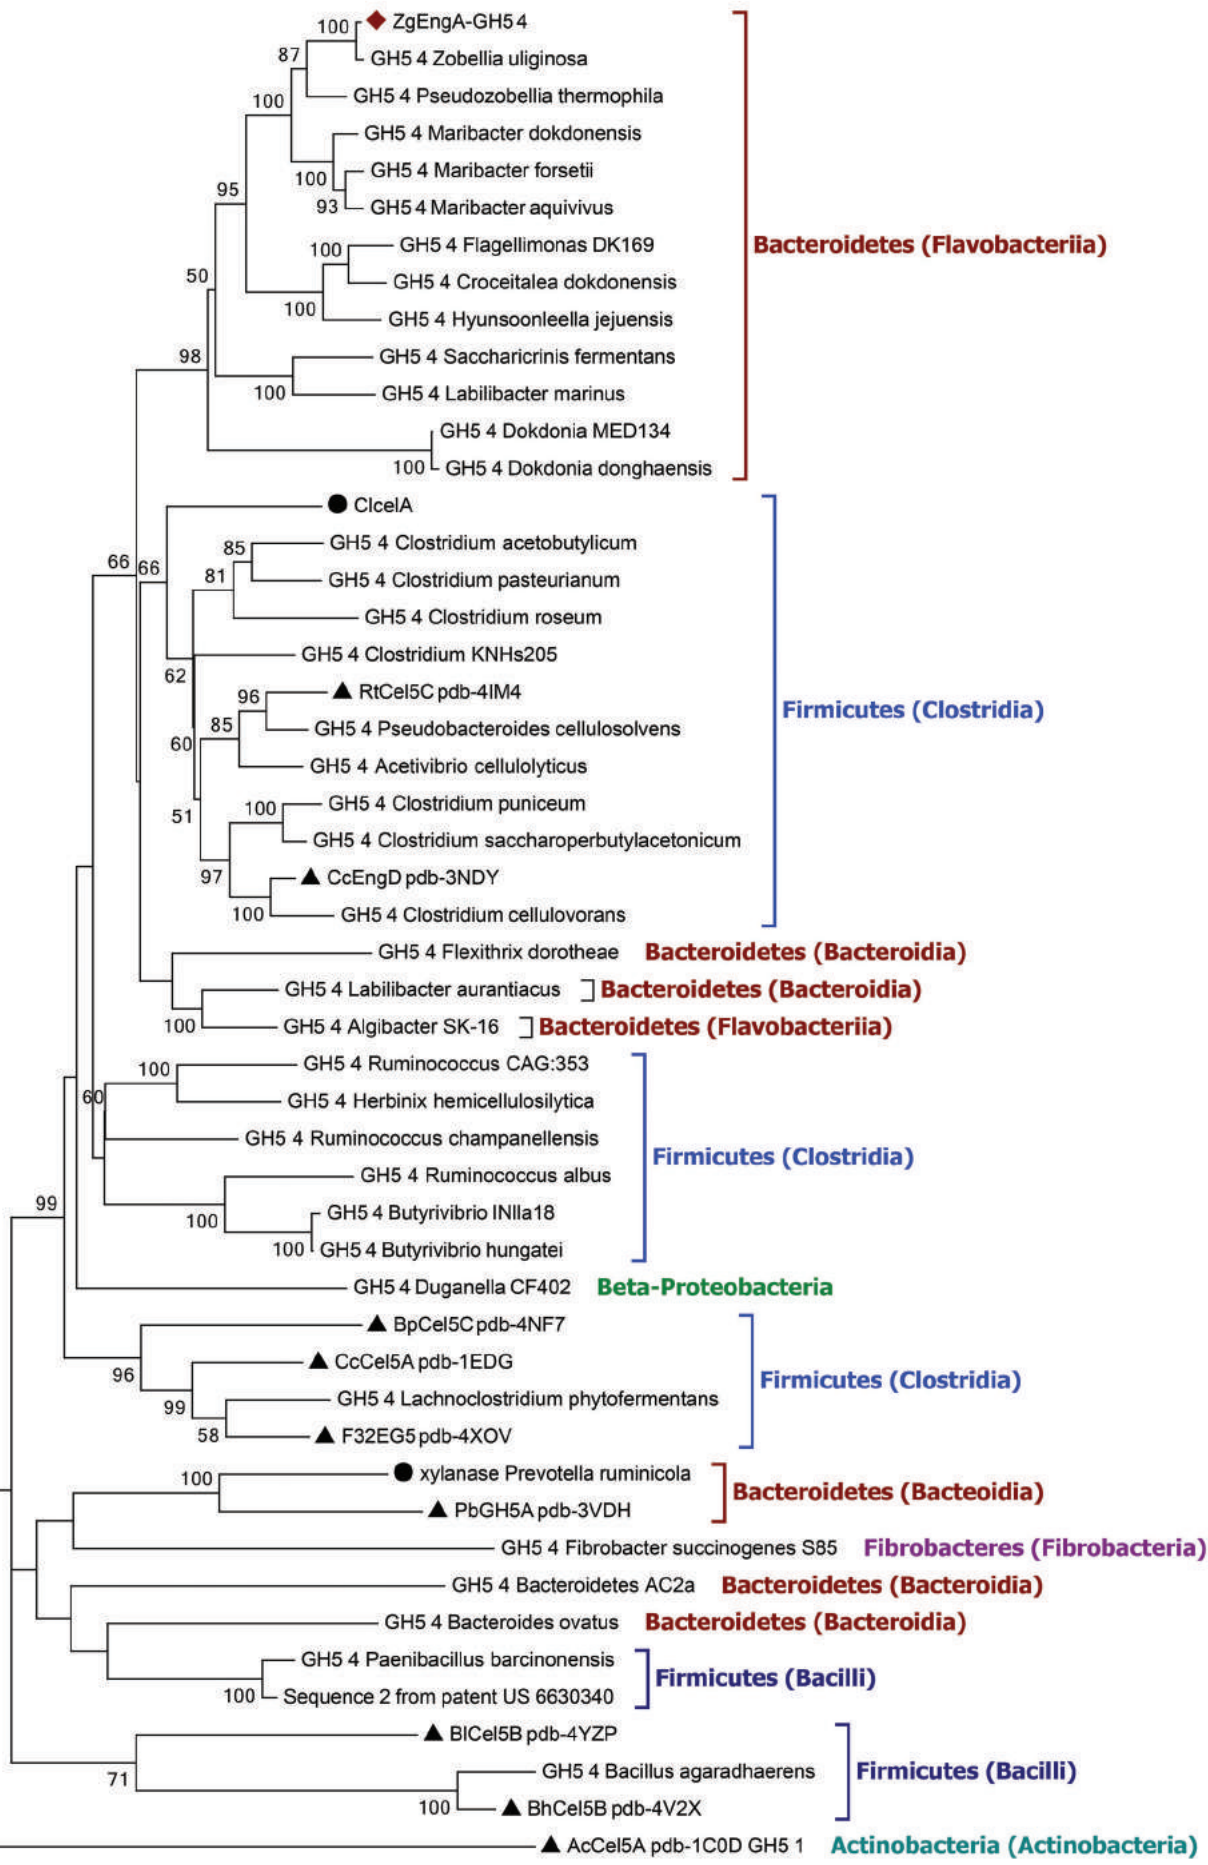 100 ZgEngA-GH5 4
87 GH5 4 Zobellia uliginosa
100 GH5 4 Pseudozobellia thermophila
GH5 4 Maribacter dokdonensis
100 GH5 4 Maribacter forsetii
95 93 GH5 4 Maribacter aquivivus
100 GH5 4 Flagellimonas DK169 Bacteroidetes (Flavobacteriia)
50 GH5 4 Croceitalea dokdonensis
100 GH5 4 Hyunsoonleella jejuensis
98 GH5 4 Saccharicrinis fermentans
100 GH5 4 Labilibacter marinus
GH5 4 Dokdonia MED134
100 GH5 4 Dokdonia donghaensis
ClcelA
85 GH5 4 Clostridium acetobutylicum
66 66 81 GH5 4 Clostridium pasteurianum
GH5 4 Clostridium roseum
62 GH5 4 Clostridium KNHs205
96 RtCel5C pdb-4IM4 Firmicutes (Clostridia)
85 GH5 4 Pseudobacteroides cellulosolvens
60 GH5 4 Acetivibrio cellulolyticus
51 100 GH5 4 Clostridium puniceum
GH5 4 Clostridium saccharoperbutylacetonicum
97 CcEngD pdb-3NDY
100 GH5 4 Clostridium cellulovorans
GH5 4 Flexithrix dorotheae Bacteroidetes (Bacteroidia)
GH5 4 Labilibacter aurantiacus Bacteroidetes (Bacteroidia)
100 GH5 4 Algibacter SK-16 Bacteroidetes (Flavobacteriia)
100 GH5 4 Ruminococcus CAG:353
60 GH5 4 Herbinix hemicellulosilytica
GH5 4 Ruminococcus champanellensis Firmicutes (Clostridia)
GH5 4 Ruminococcus albus
99 100 GH5 4 Butyrivibrio INlla18
100 GH5 4 Butyrivibrio hungatei
GH5 4 Duganella CF402 Beta-Proteobacteria
BpCel5C pdb-4NF7
96 CcCel5A pdb-1EDG Firmicutes (Clostridia)
99 GH5 4 Lachnoclostridium phytofermentans
58 F32EG5 pdb-4XOV
100 xylanase Prevotella ruminicola Bacteroidetes (Bacteoidia)
PbGH5A pdb-3VDH
GH5 4 Fibrobacter succinogenes S85 Fibrobacteres (Fibrobacteria)
GH5 4 Bacteroidetes AC2a Bacteroidetes (Bacteroidia)
GH5 4 Bacteroides ovatus Bacteroidetes (Bacteroidia)
GH5 4 Paenibacillus barcinonensis Firmicutes (Bacilli)
100 Sequence 2 from patent US 6630340
BlCel5B pdb-4YZP
71 GH5 4 Bacillus agaradhaerens Firmicutes (Bacilli)
100 BhCel5B pdb-4V2X
AcCel5A pdb-1C0D GH5 1 Actinobacteria (Actinobacteria)